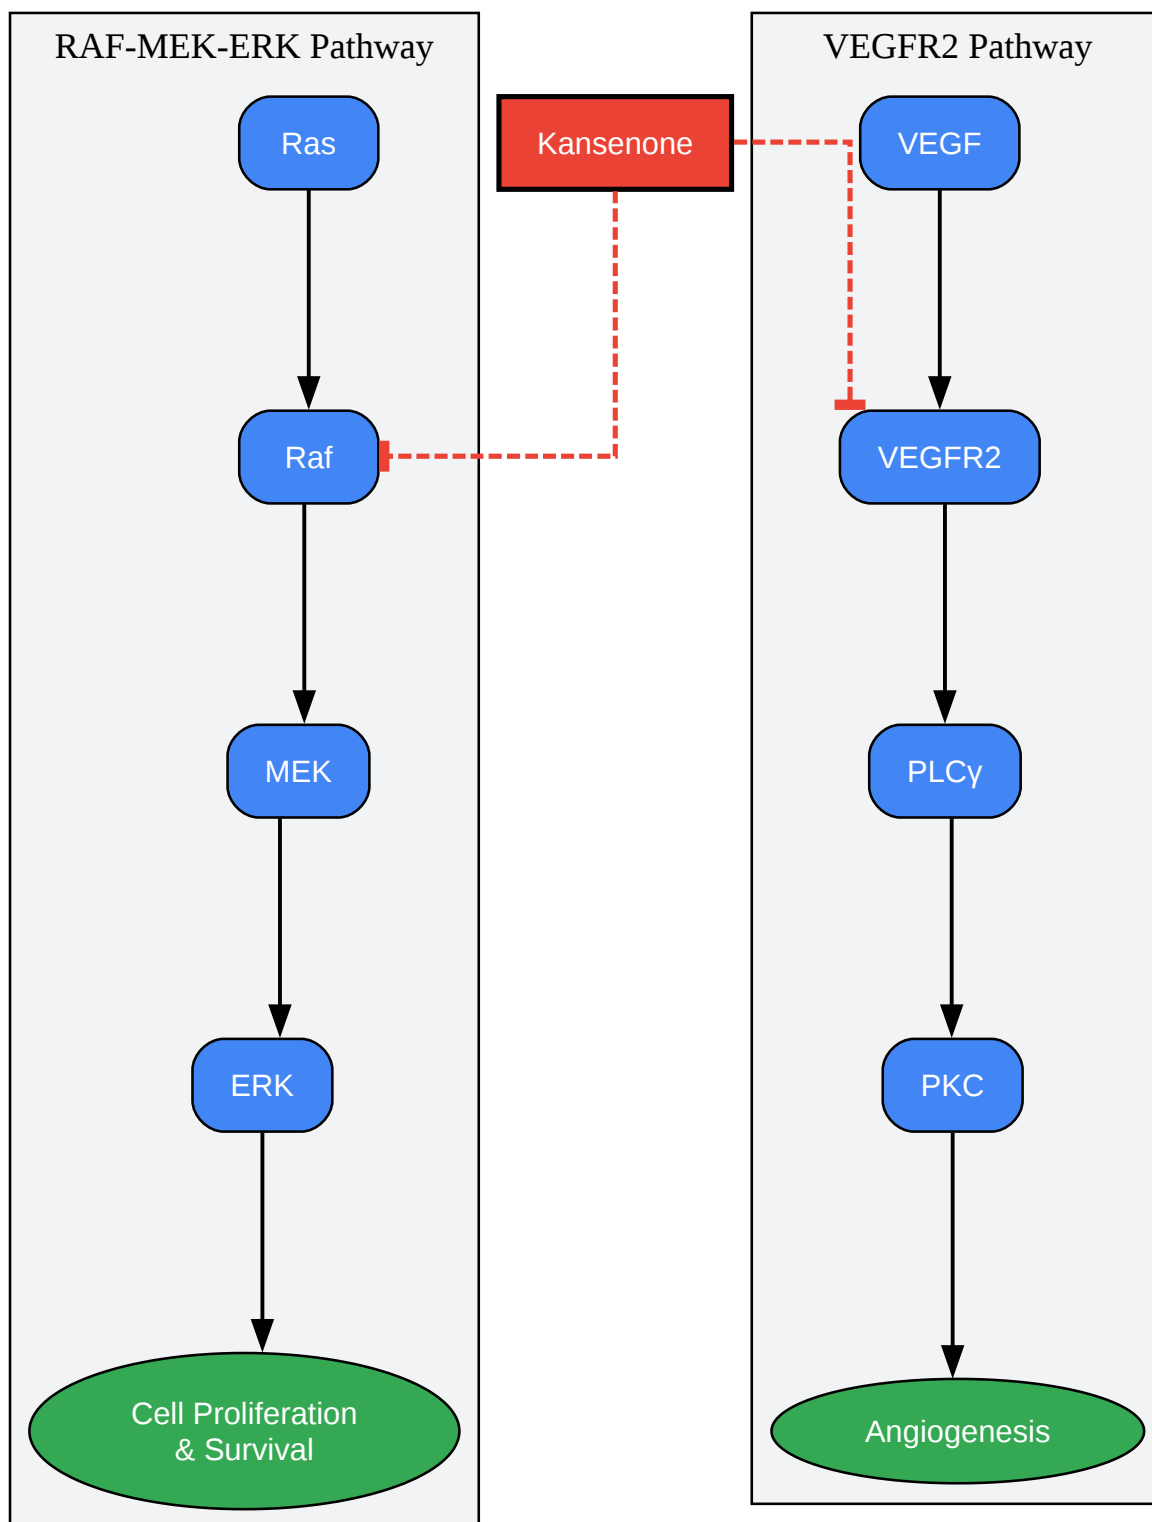 RAF-MEK-ERK Pathway
Ras
Raf
MEK
ERK
Cell Proliferation
& Survival
Kansenone
VEGFR2 Pathway
VEGF
VEGFR2
PLCγ
PKC
Angiogenesis